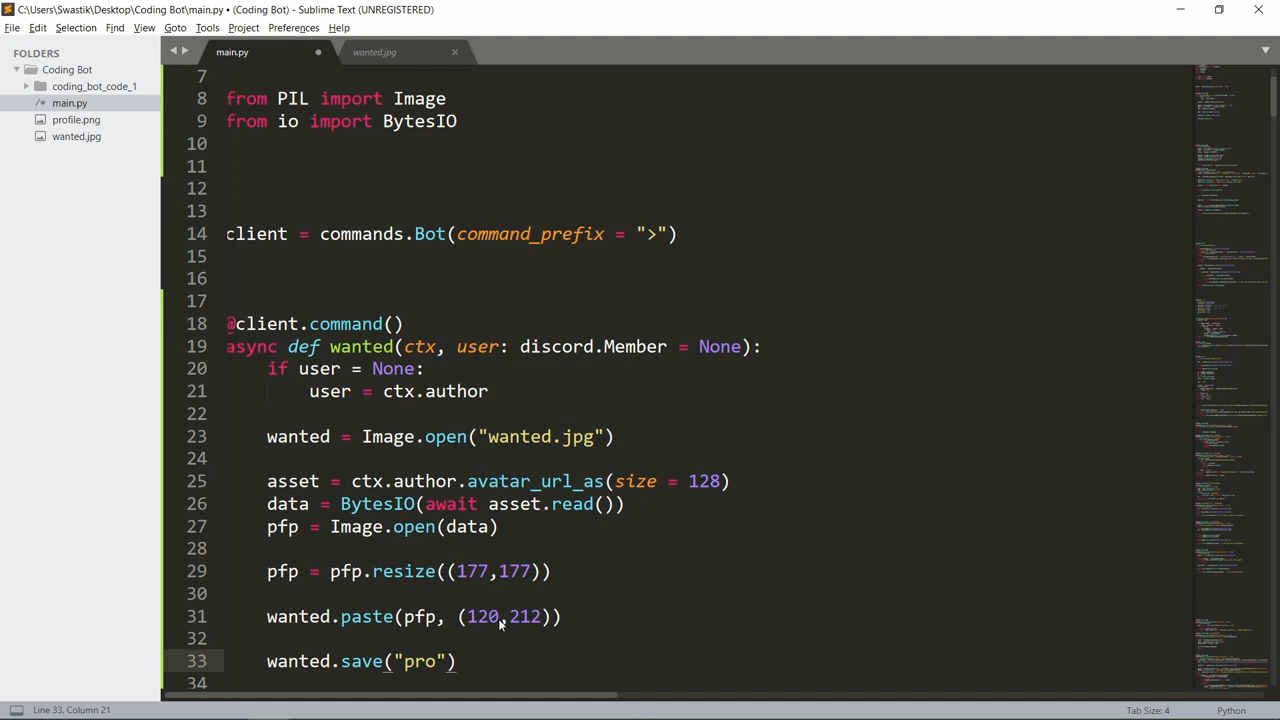 C:\Users\Swastik\Desktop\Coding Bot\main.py • (Coding Bot) - Sublime Text (UNREGISTERED)
File Edit Selection Find View Goto Tools Project Preferences Help
FOLDERS
Coding Bot
coding_bot_code_1
main.py
profile.png
wanted.jpg
main.py wanted.jpg
7
8 from PIL import Image
9 from io import BytesIO
10
11
12
13
14 client = commands.Bot(command_prefix = ">")
15
16
17
18 @client.command()
19 async def wanted(ctx, user: discord.Member = None):
20 if user = None:
21 user = ctx.author
22
23 wanted = Image.open("wanted.jpg")
24
25 asset = ctx.author.avatar_url_as(size = 128)
26 data = BytesIO(await asset.read())
27 pfp = Image.open(data)
28
29 pfp = pfp.resize((177
30
31 wanted.paste(pfp, (120,212))
32
33 wanted.save("pro")
34
Line 33, Column 21
Tab Size: 4 Python